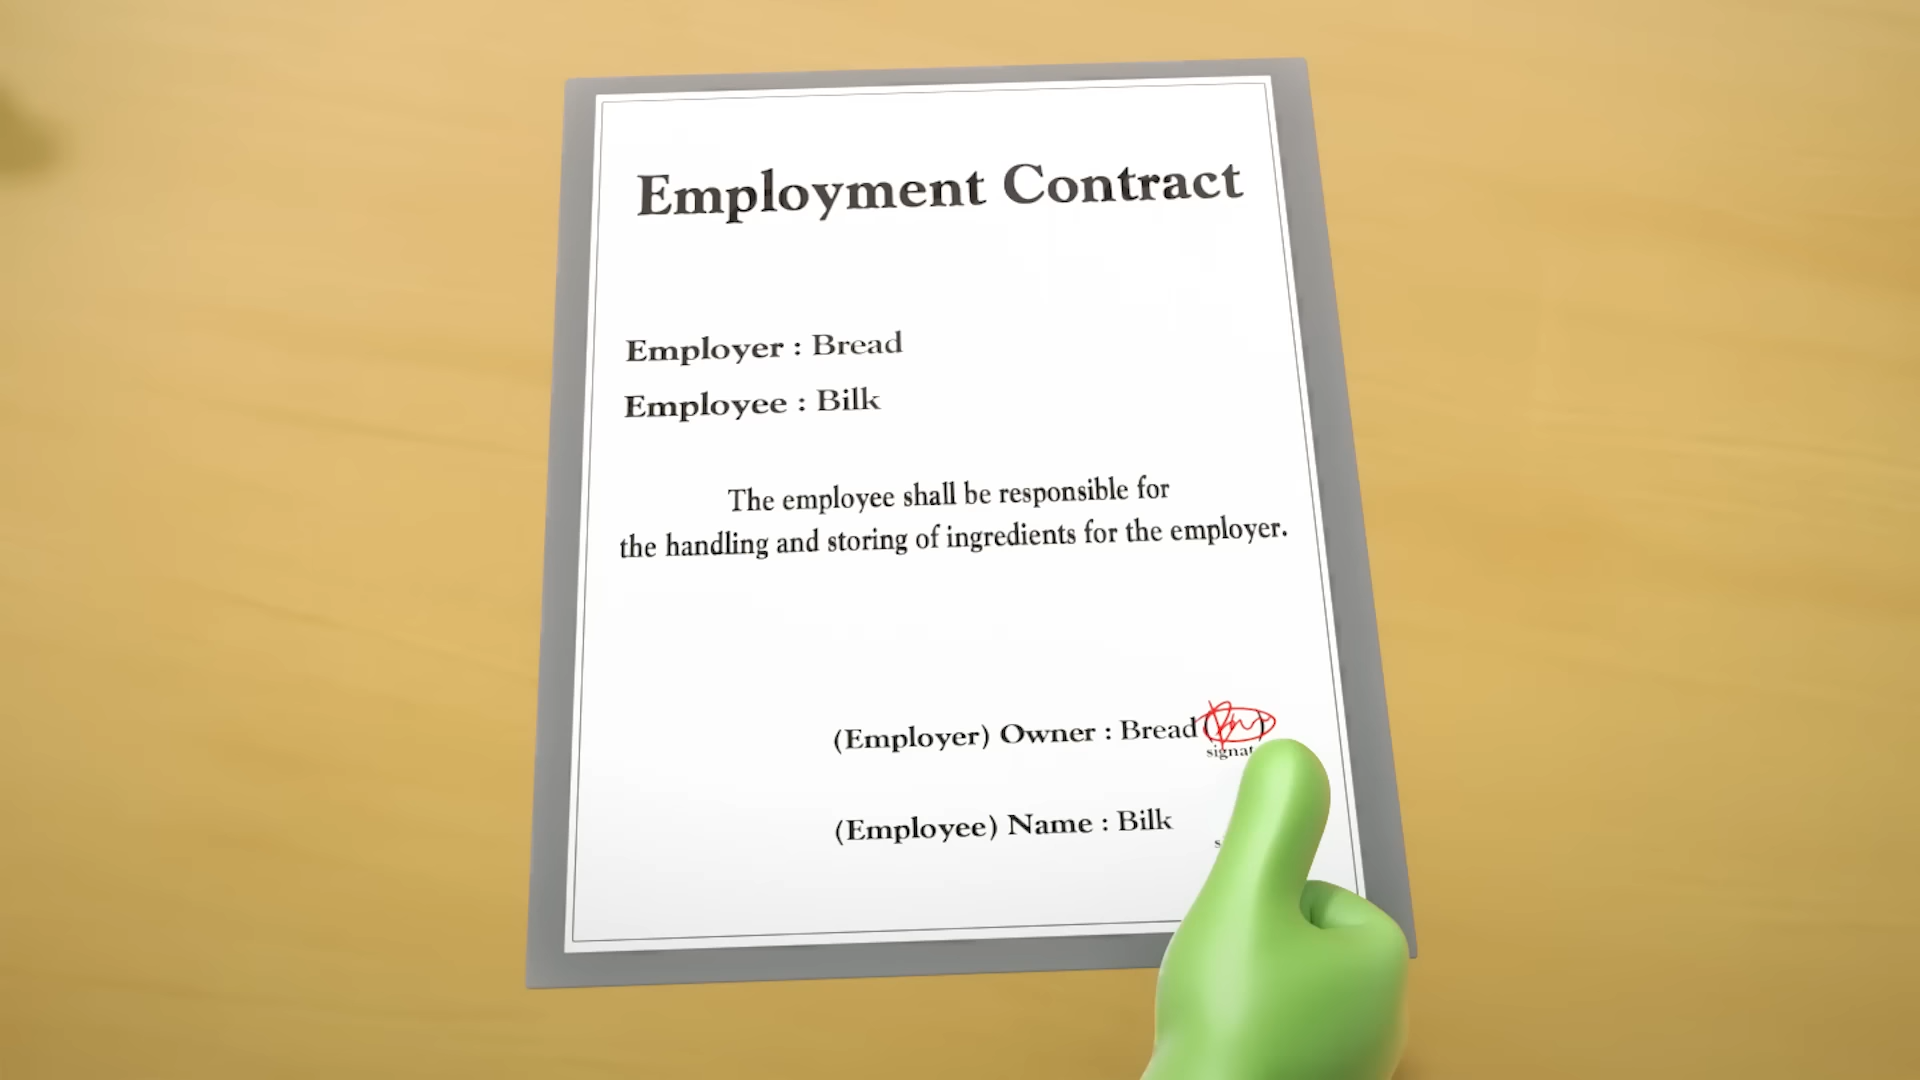 Employment Contract
Employer : Bread
Employee : Bilk
The employee shall be responsible for
the handling and storing of ingredients for the employer.
(Employer) Owner : Bread
(Employee) Name : Bilk